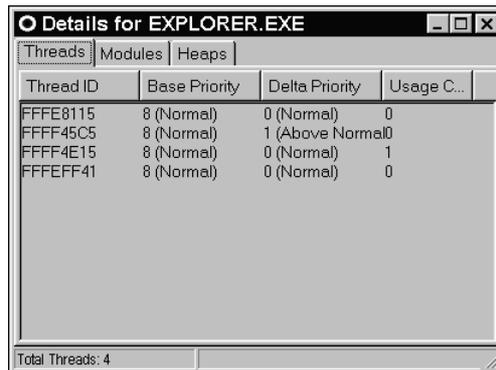 Details for EXPLORER.EXE
Threads Modules Heaps
Thread ID Base Priority Delta Priority Usage C...
FFFE8115 8 (Normal) 0 (Normal) 0
FFFF45C5 8 (Normal) 1 (Above Normal 0
FFFF4E15 8 (Normal) 0 (Normal) 1
FFFEFF41 8 (Normal) 0 (Normal) 0
Total Threads: 4